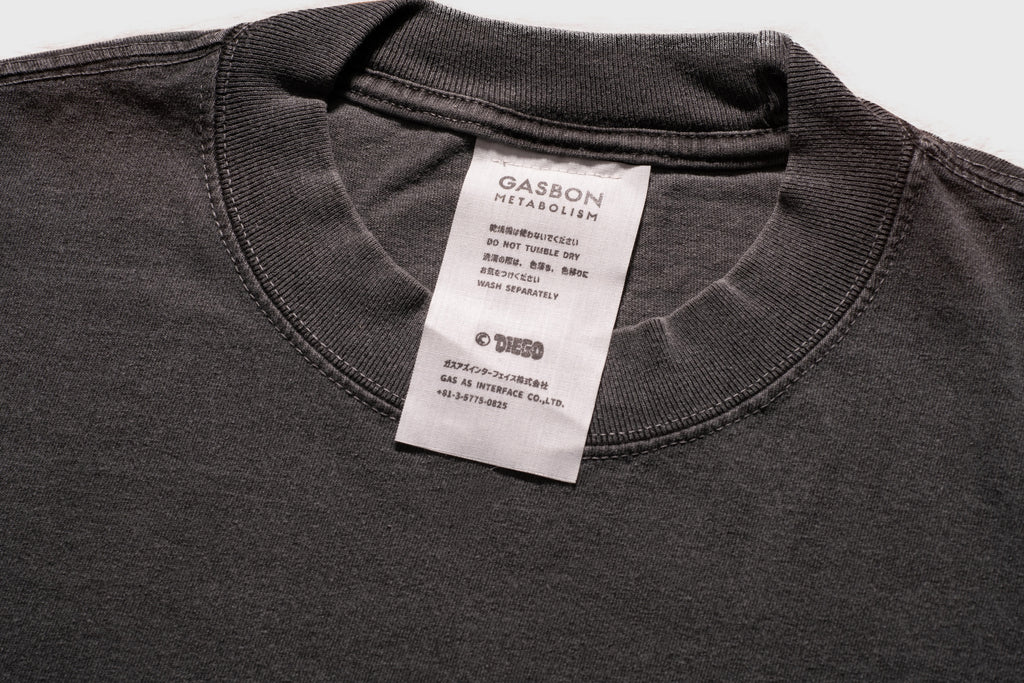 GASBON
METABOLISM
乾燥機は使わないでください
DO NOT TUMBLE DRY
洗濯の際は、色落ち、色移りに
お気をつけください
WASH SEPARATELY
© DIEGO
ガスアズインターフェイス株式会社
GAS AS INTERFACE CO.,LTD.
+81-3-5775-0825